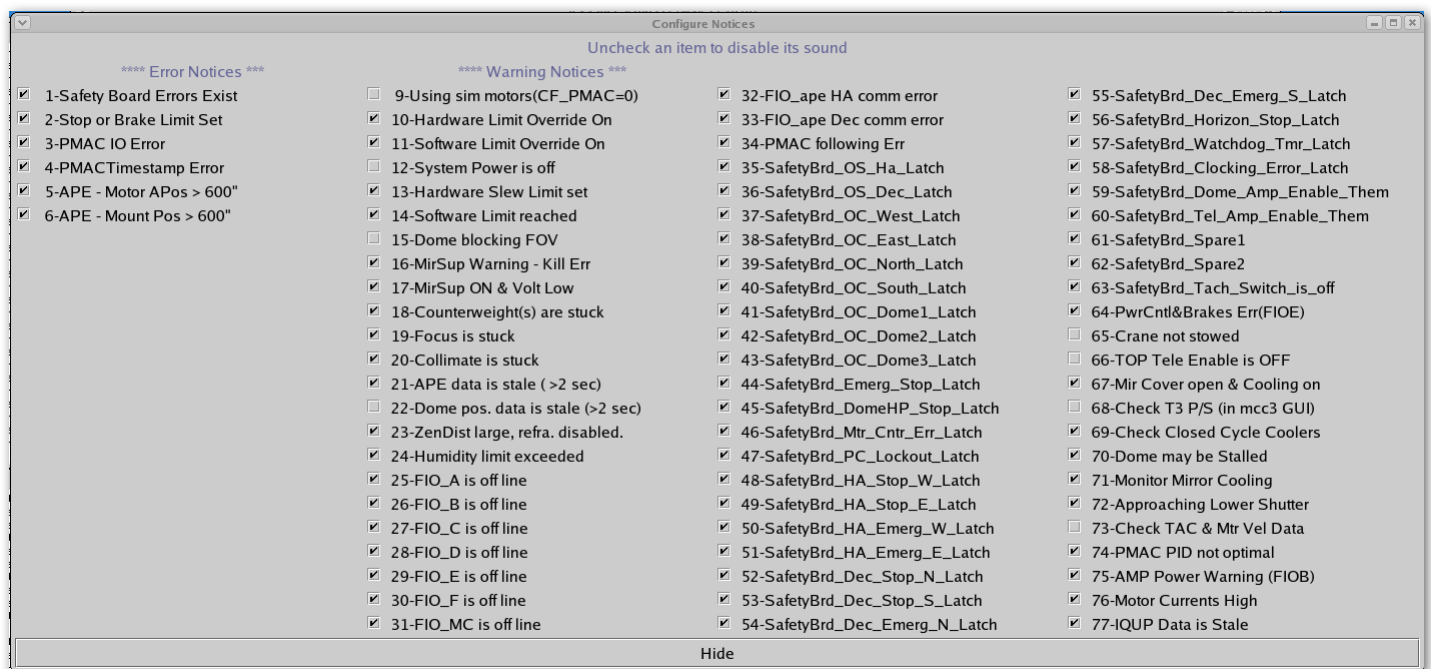 Configure Notices
Uncheck an item to disable its sound
**** Error Notices ***
1-Safety Board Errors Exist
2-Stop or Brake Limit Set
3-PMAC IO Error
4-PMACTimestamp Error
5-APE - Motor APos > 600"
6-APE - Mount Pos > 600"
**** Warning Notices ***
9-Using sim motors(CF_PMAC=0)
10-Hardware Limit Override On
11-Software Limit Override On
12-System Power is off
13-Hardware Slew Limit set
14-Software Limit reached
15-Dome blocking FOV
16-MirSup Warning - Kill Err
17-MirSup ON & Volt Low
18-Counterweight(s) are stuck
19-Focus is stuck
20-Collimate is stuck
21-APE data is stale ( >2 sec)
22-Dome pos. data is stale (>2 sec)
23-ZenDist large, refra. disabled.
24-Humidity limit exceeded
25-FIO_A is off line
26-FIO_B is off line
27-FIO_C is off line
28-FIO_D is off line
29-FIO_E is off line
30-FIO_F is off line
31-FIO_MC is off line
32-FIO_ape HA comm error
33-FIO_ape Dec comm error
34-PMAC following Err
35-SafetyBrd_OS_Ha_Latch
36-SafetyBrd_OS_Dec_Latch
37-SafetyBrd_OC_West_Latch
38-SafetyBrd_OC_East_Latch
39-SafetyBrd_OC_North_Latch
40-SafetyBrd_OC_South_Latch
41-SafetyBrd_OC_Dome1_Latch
42-SafetyBrd_OC_Dome2_Latch
43-SafetyBrd_OC_Dome3_Latch
44-SafetyBrd_Emerg_Stop_Latch
45-SafetyBrd_DomeHP_Stop_Latch
46-SafetyBrd_Mtr_Cntr_Err_Latch
47-SafetyBrd_PC_Lockout_Latch
48-SafetyBrd_HA_Stop_W_Latch
49-SafetyBrd_HA_Stop_E_Latch
50-SafetyBrd_HA_Emerg_W_Latch
51-SafetyBrd_HA_Emerg_E_Latch
52-SafetyBrd_Dec_Stop_N_Latch
53-SafetyBrd_Dec_Stop_S_Latch
54-SafetyBrd_Dec_Emerg_N_Latch
55-SafetyBrd_Dec_Emerg_S_Latch
56-SafetyBrd_Horizon_Stop_Latch
57-SafetyBrd_Watchdog_Tmr_Latch
58-SafetyBrd_Clocking_Error_Latch
59-SafetyBrd_Dome_Amp_Enable_Them
60-SafetyBrd_Tel_Amp_Enable_Them
61-SafetyBrd_Spare1
62-SafetyBrd_Spare2
63-SafetyBrd_Tach_Switch_is_off
64-PwrCntl&Brakes Err(FIOE)
65-Crane not stowed
66-TOP Tele Enable is OFF
67-Mir Cover open & Cooling on
68-Check T3 P/S (in mcc3 GUI)
69-Check Closed Cycle Coolers
70-Dome may be Stalled
71-Monitor Mirror Cooling
72-Approaching Lower Shutter
73-Check TAC & Mtr Vel Data
74-PMAC PID not optimal
75-AMP Power Warning (FIOB)
76-Motor Currents High
77-IQUP Data is Stale
Hide